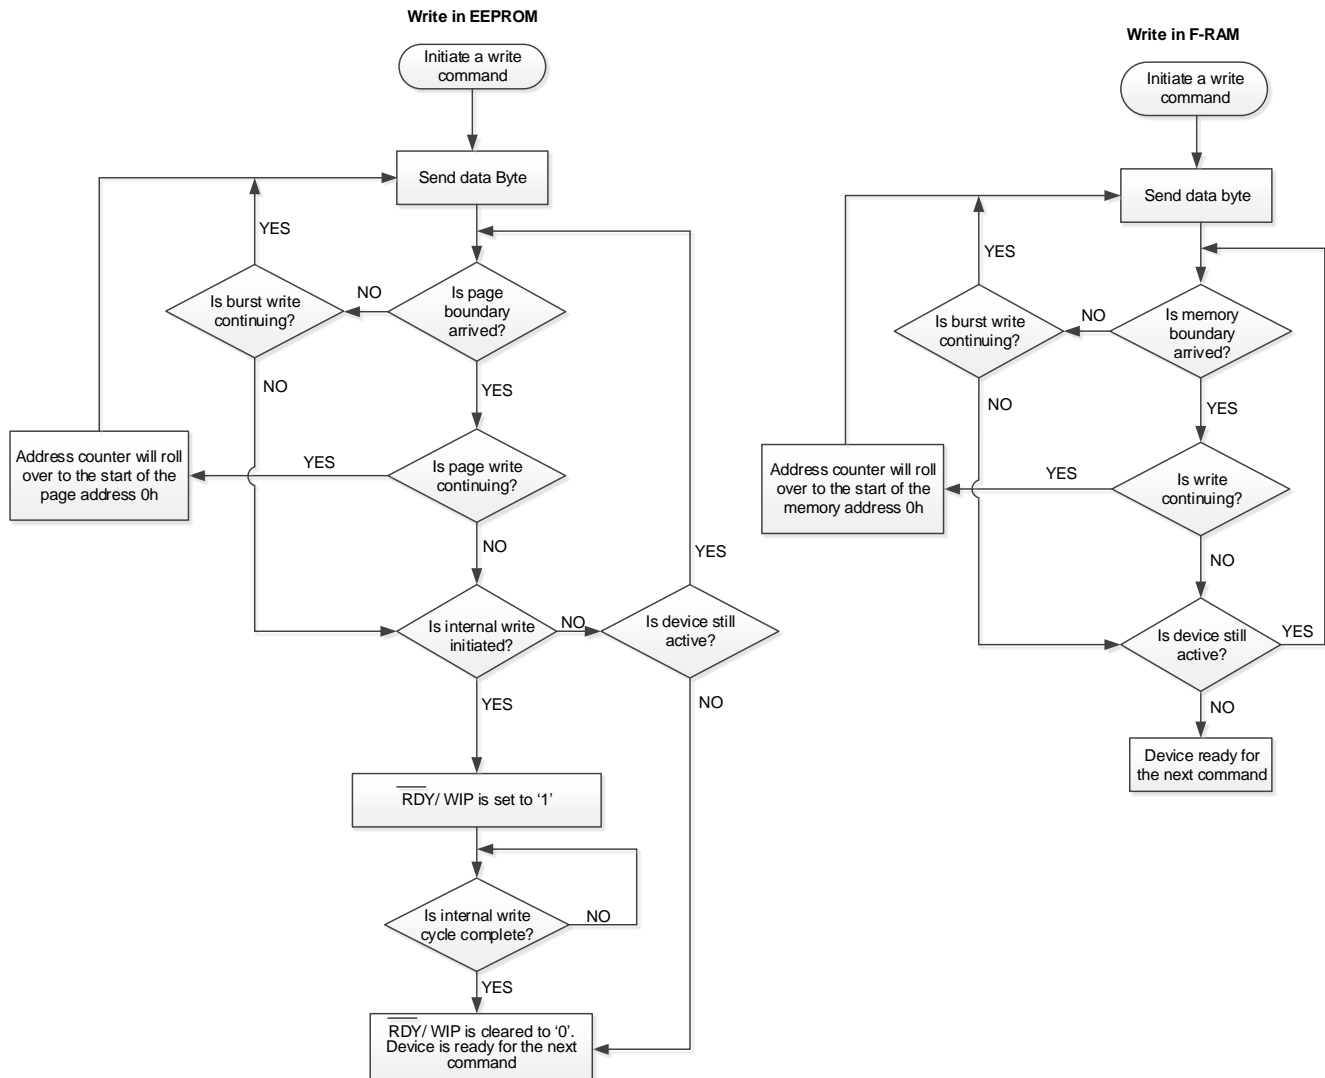 Write in EEPROM
Initiate a write
command
Send data Byte
YES
Is burst write
continuing?
NO
Is page
boundary
arrived?
NO
YES
Address counter will roll
over to the start of the
page address 0h
YES
Is page write
continuing?
NO
YES
Is internal write
initiated?
NO
Is device still
active?
YES
NO
RDY/ WIP is set to ‘1’
Is internal write
cycle complete?
NO
YES
RDY/ WIP is cleared to ‘0’.
Device is ready for the next
command
Write in F-RAM
Initiate a write
command
Send data byte
YES
Is burst write
continuing?
NO
Is memory
boundary
arrived?
NO
YES
Address counter will roll
over to the start of the
memory address 0h
YES
Is write
continuing?
NO
Is device still
active?
YES
NO
Device ready for
the next command